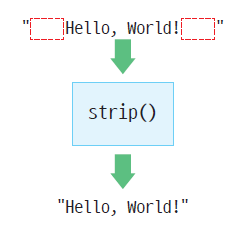 "   Hello, World!   "
strip()
"Hello, World!"